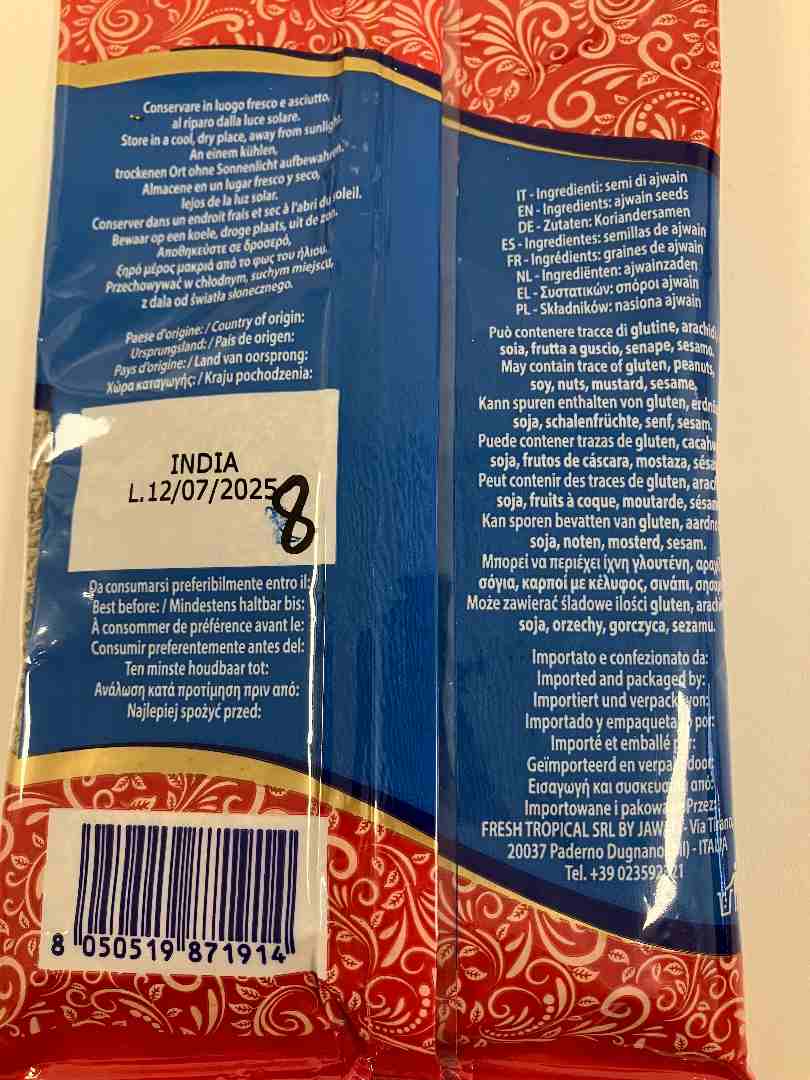 Conservare in luogo fresco e asciutto,
al riparo dalla luce solare.
Store in a cool, dry place, away from sunlight.
An einem kühlen,
trockenen Ort ohne Sonnenlicht aufbewahren.
Almacene en un lugar fresco y seco,
lejos de la luz solar.
Conserver dans un endroit frais et sec à l'abri du soleil.
Bewaar op een koele, droge plaats, uit de zon.
Αποθηκεύστε σε δροσερό,
ξηρό μέρος μακριά από το φως του ήλιου.
Przechowywać w chłodnym, suchym miejscu,
z dala od światła słonecznego.
Paese d'origine: / Country of origin:
Ursprungsland: / País de origen:
Pays d'origine: / Land van oorsprong:
Χώρα καταγωγής: / Kraju pochodzenia:
INDIA
L.12/07/2025
8
Da consumarsi preferibilmente entro il:
Best before: / Mindestens haltbar bis:
À consommer de préférence avant le:
Consumir preferentemente antes del:
Ten minste houdbaar tot:
Ανάλωση κατά προτίμηση πριν από:
Najlepiej spożyć przed:
8 050519 871914
IT - Ingredienti: semi di ajwain
EN - Ingredients: ajwain seeds
DE - Zutaten: Koriandersamen
ES - Ingredientes: semillas de ajwain
FR - Ingrédients: graines de ajwain
NL - Ingrediënten: ajwainzaden
EL - Συστατικών: σπόροι ajwain
PL - Składników: nasiona ajwain
Può contenere tracce di glutine, arachidi,
soia, frutta a guscio, senape, sesamo.
May contain trace of gluten, peanuts,
soy, nuts, mustard, sesame,
Kann spuren enthalten von gluten,
soja, schalenfrüchte, senf, sesam.
Puede contener trazas de gluten,
soja, frutos de cáscara, mostaza,
Peut contenir des traces de gluten,
soja, fruits à coque, moutarde,
Kan sporen bevatten van gluten,
soja, noten, mosterd, sesam.
Μπορεί να περιέχει ίχνη γλουτένη,
σόγια, καρποί με κέλυφος, σινάπι,
Może zawierać śladowe ilości gluten,
soja, orzechy, gorczyca, sezamu.
Importato e confezionato da:
Imported and packaged by:
Importiert und verpackt von:
Importado y empaquetado por:
Importé et emballé par:
Geïmporteerd en verpakt door:
Εισαγωγή και από:
Importowane i Przez:
FRESH TROPICAL SRL BY - Via
20037 Paderno Dugnano (MI) - ITALIA
Tel. +39